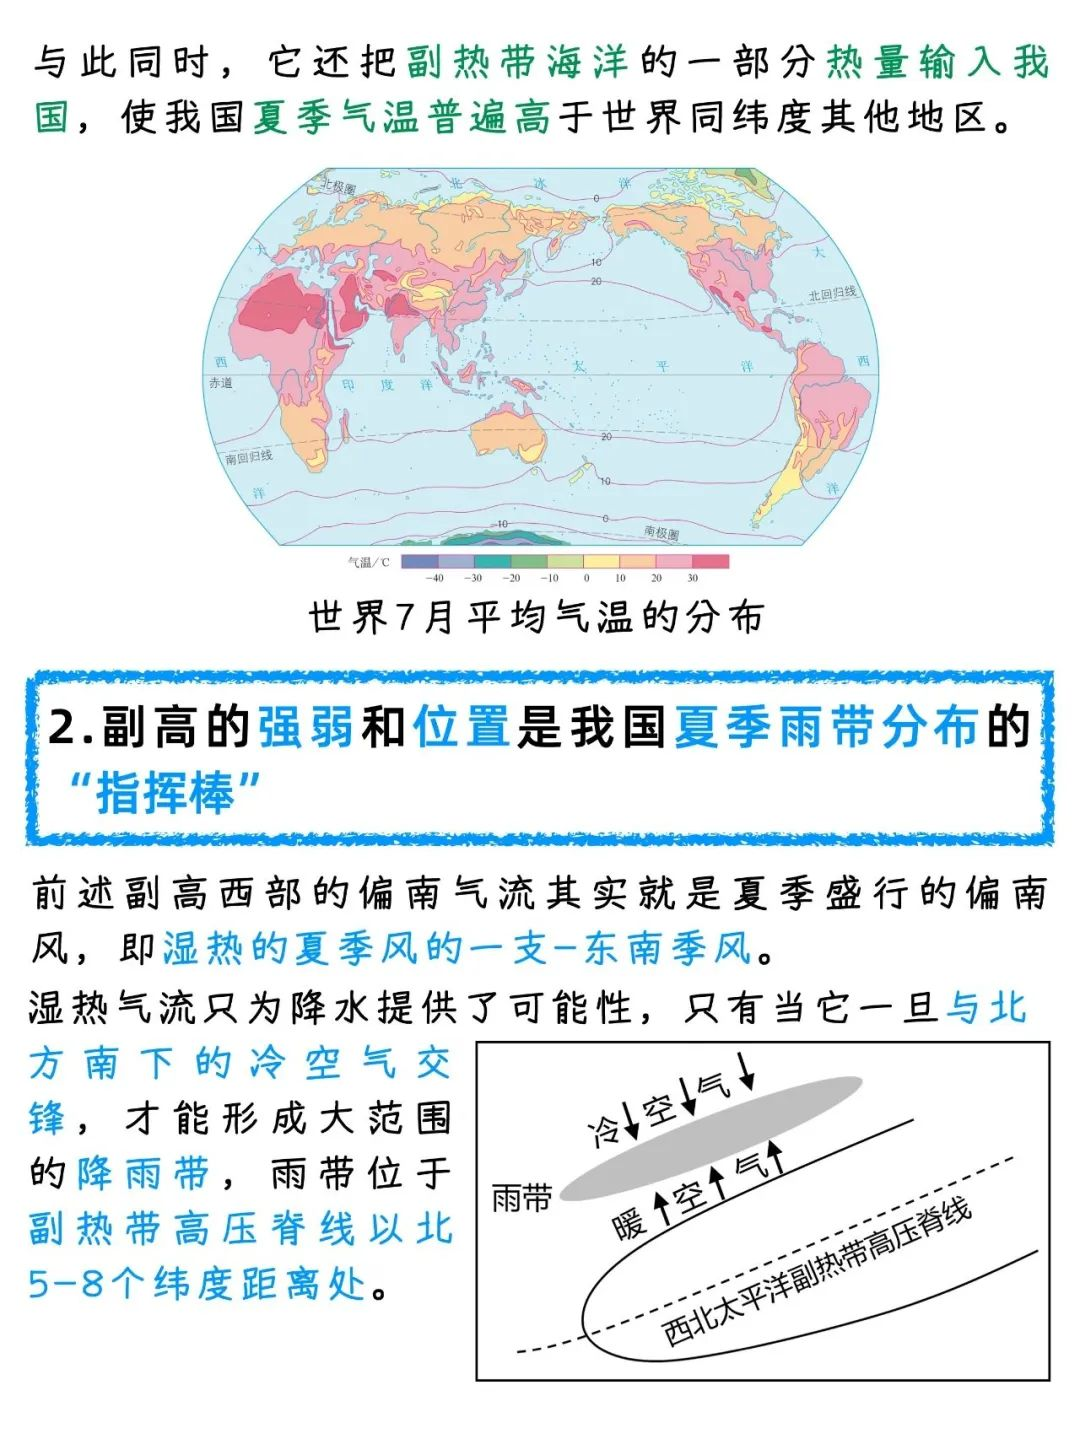 与此同时，它还把副热带海洋的一部分热量输入我
国，使我国夏季气温普遍高于世界同纬度其他地区。
北极圈
北 冰 洋
0
大
大
10
20
北回归线
西
太 平 洋
西
赤道
印 度 洋
20
南回归线
洋
10
洋
0
-10
南极圈
气温/℃
-40 -30 -20 -10 0 10 20 30
世界7月平均气温的分布
2.副高的强弱和位置是我国夏季雨带分布的
“指挥棒”
前述副高西部的偏南气流其实就是夏季盛行的偏南
风，即湿热的夏季风的一支-东南季风。
湿热气流只为降水提供了可能性，只有当它一旦与北
方南下的冷空气交
锋，才能形成大范围
的降雨带，雨带位于
副热带高压脊线以北
5-8个纬度距离处。
冷空气
雨带
暖空气
西北太平洋副热带高压脊线